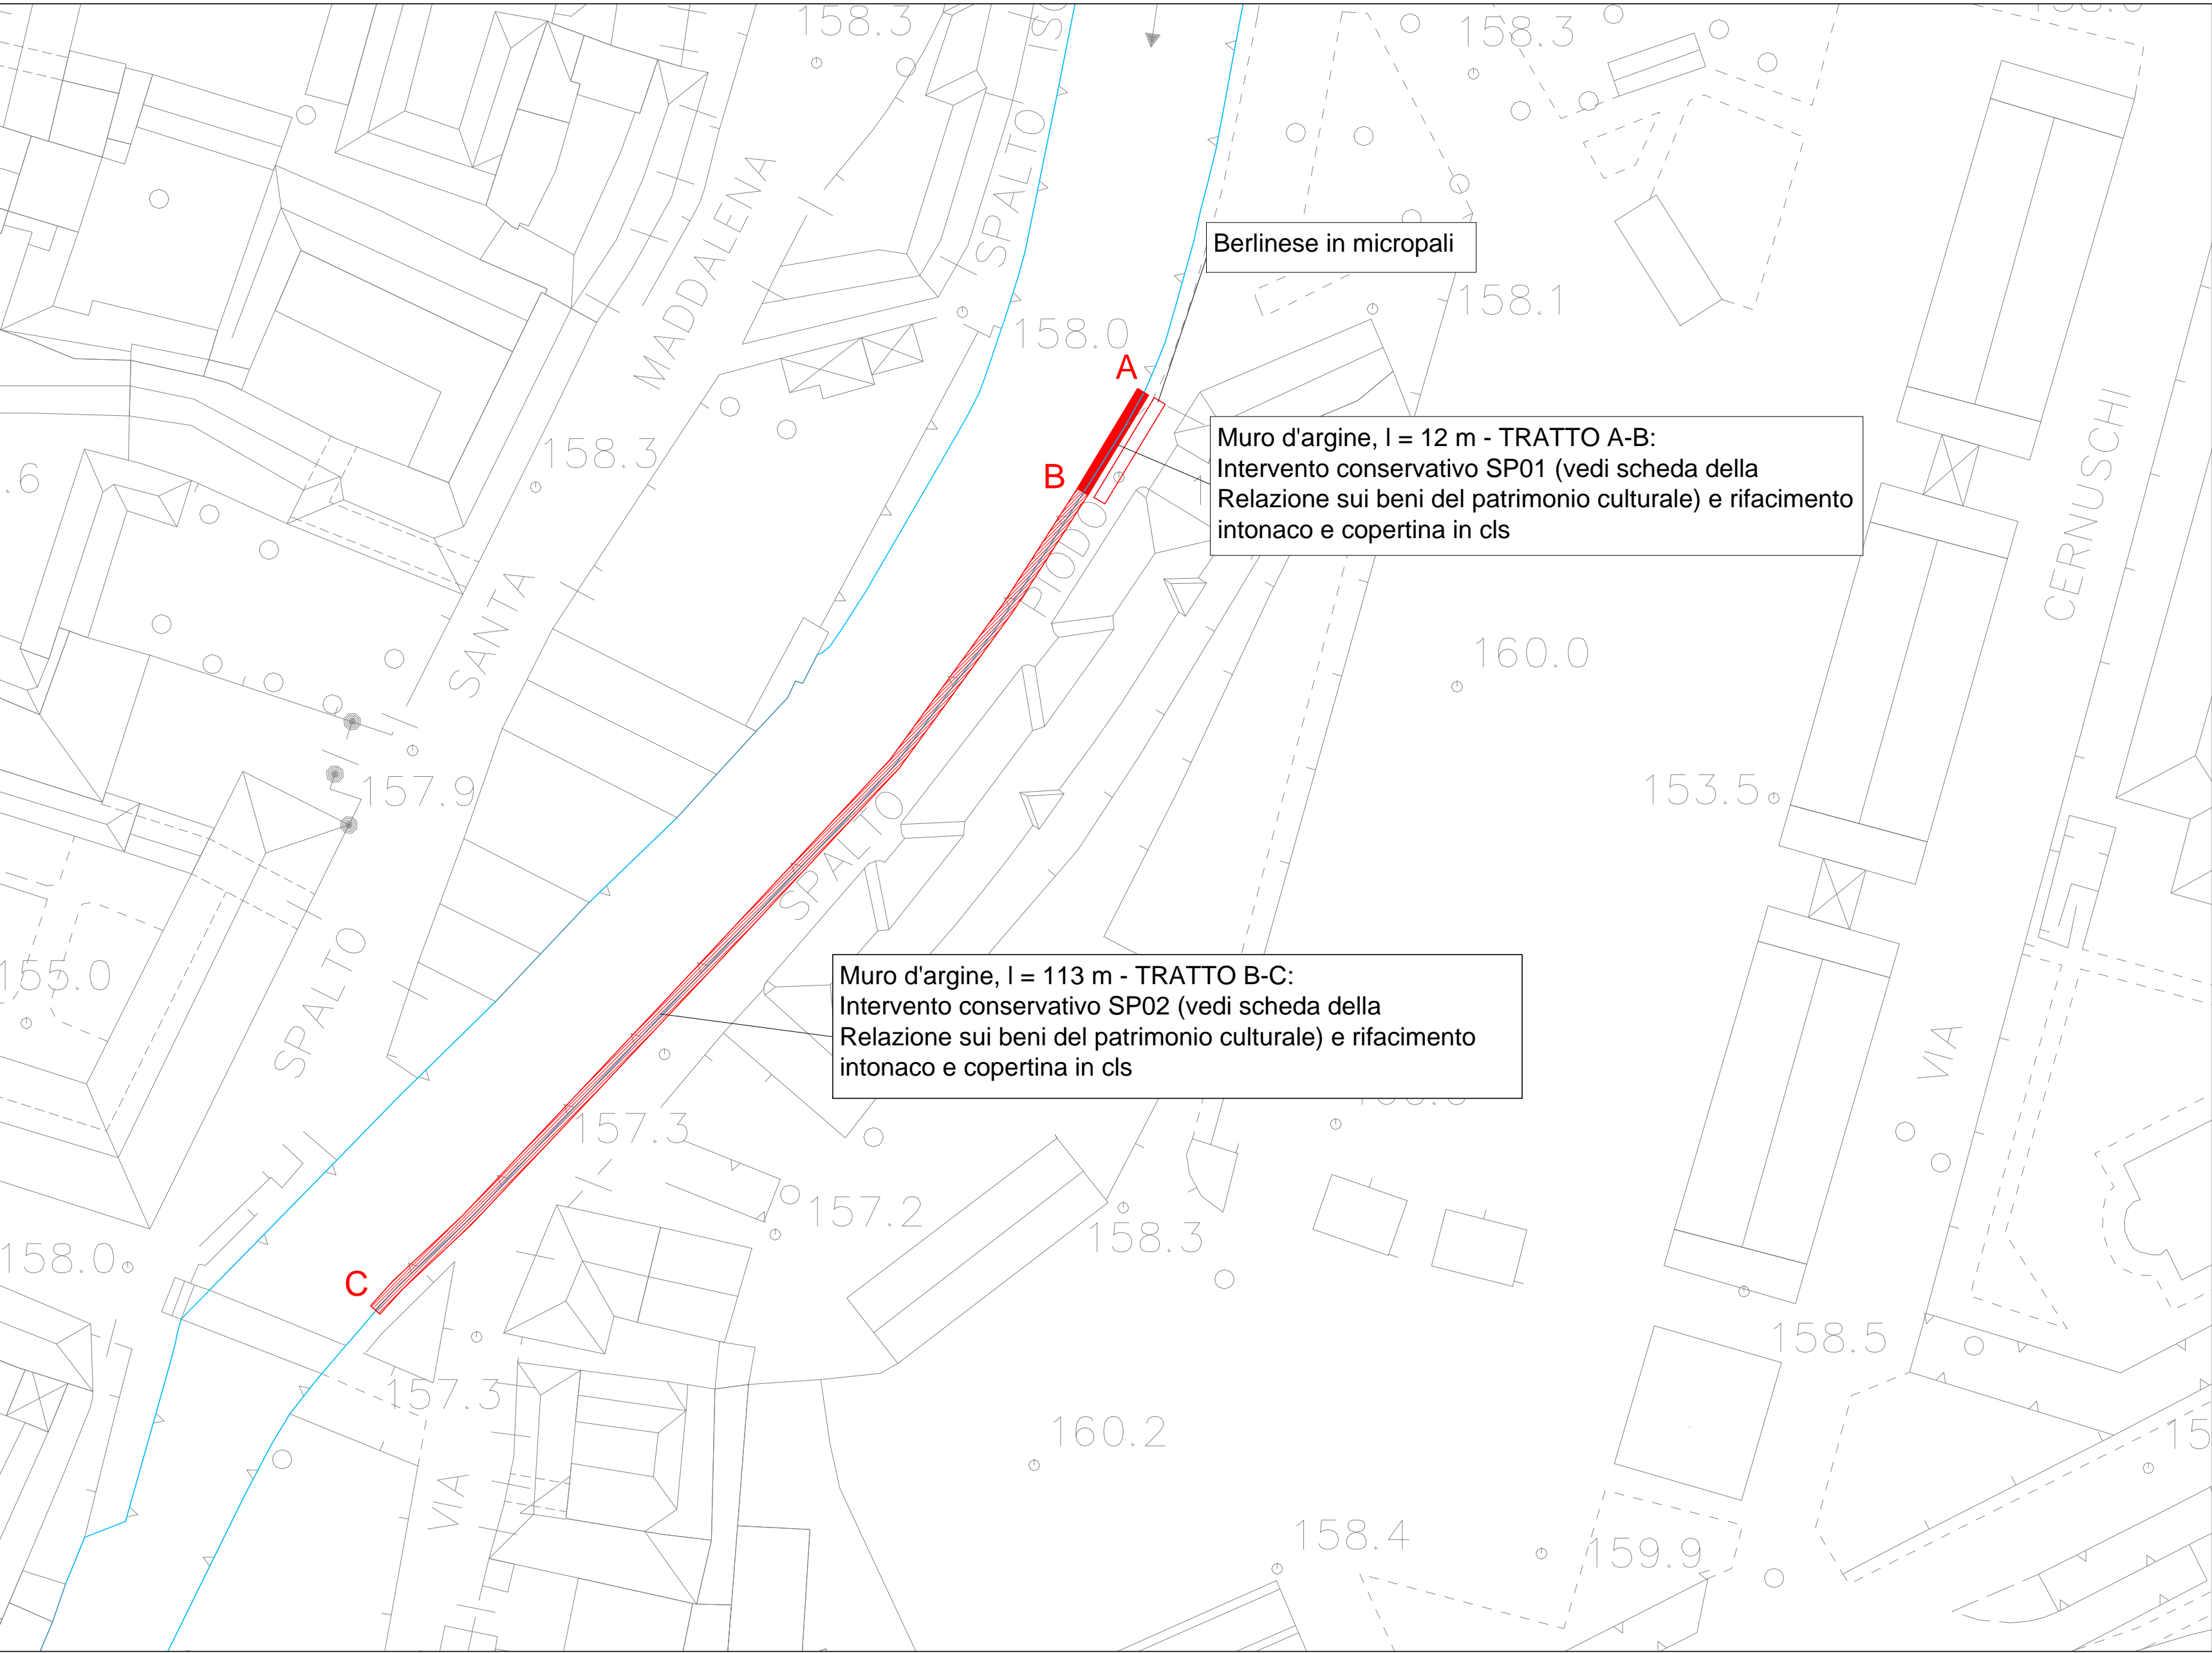 158.3
158.3
SPALTO
MADDALENA
Berlinese in micropali
158.1
158.0
A
Muro d'argine, l = 12 m - TRATTO A-B:
Intervento conservativo SP01 (vedi scheda della
Relazione sui beni del patrimonio culturale) e rifacimento
intonaco e copertina in cls
158.3
B
CERNUSCHI
PIODO
SANTA
160.0
157.9
153.5
SPALTO
155.0
SPALTO
Muro d'argine, l = 113 m - TRATTO B-C:
Intervento conservativo SP02 (vedi scheda della
Relazione sui beni del patrimonio culturale) e rifacimento
intonaco e copertina in cls
VIA
157.3
157.2
158.3
158.0
C
158.5
157.3
160.2
VIA
158.4
159.9